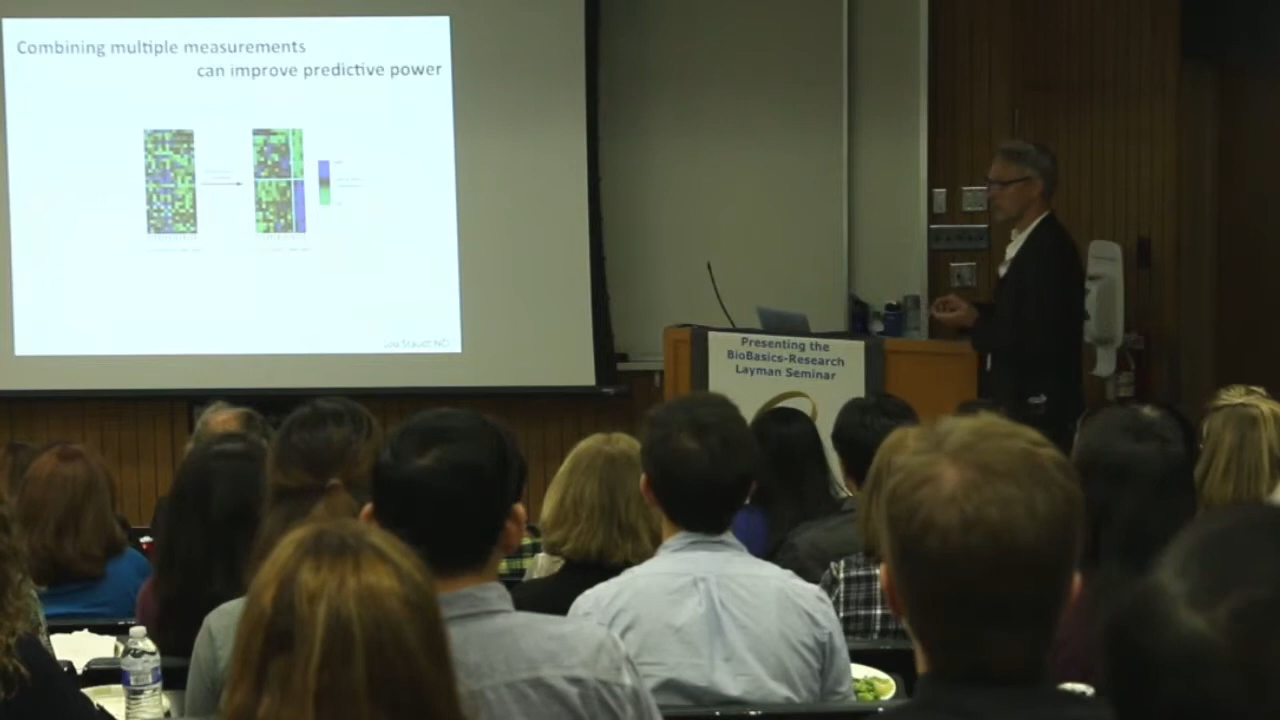 Combining multiple measurements
can improve predictive power
Presenting the
BioBasics-Research
Layman Seminar